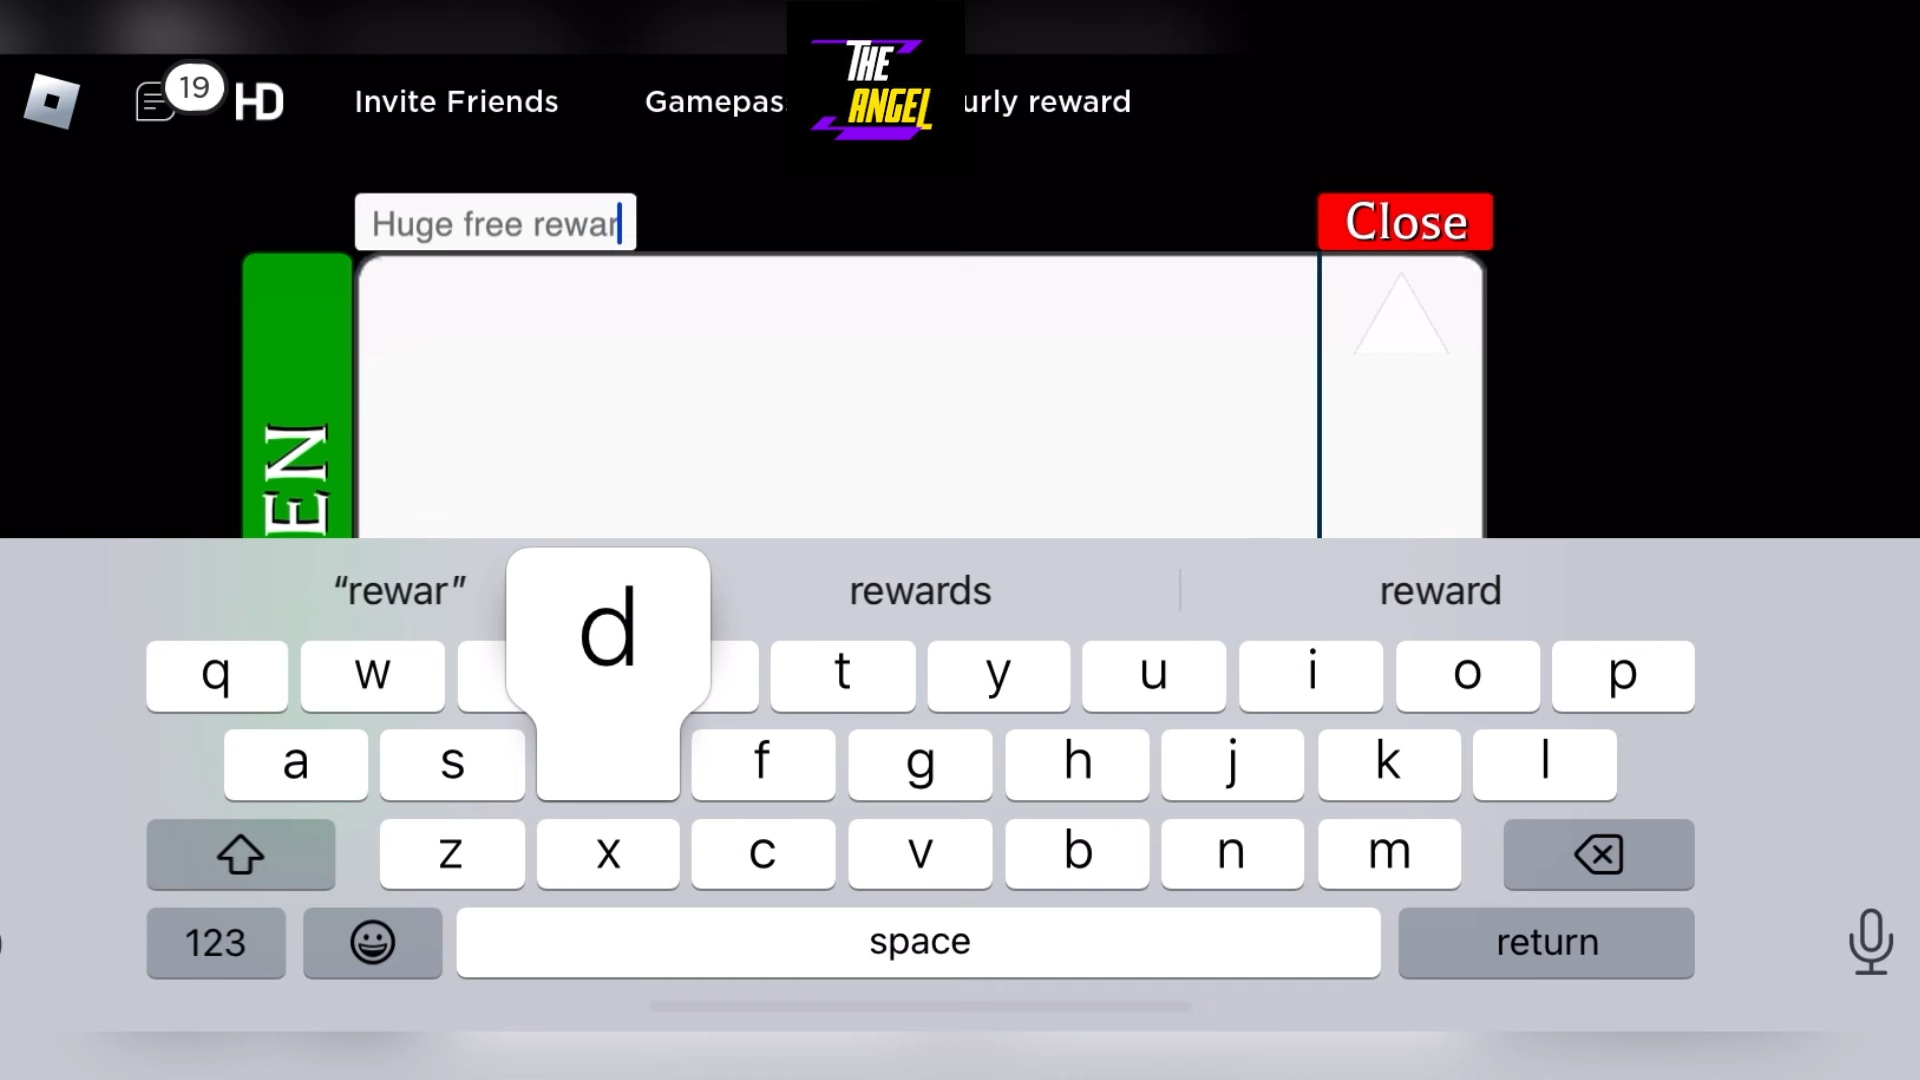 19
HD
Invite Friends
Gamepas
THE
ANGEL
urly reward
Huge free rewar
Close
EN
“rewar”
rewards
reward
d
q w t y u i o p
a s f g h j k l
z x c v b n m
123
space
return